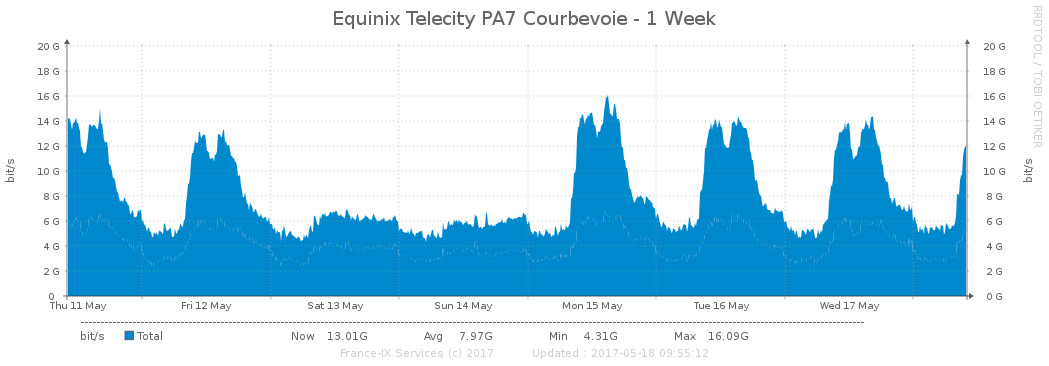 Equinix Telecity PA7 Courbevoie - 1 Week
RRDTOOL / TOBI OETIKER
20 G 20 G
18 G 18 G
16 G 16 G
14 G 14 G
12 G 12 G
10 G 10 G
8 G 8 G
6 G 6 G
4 G 4 G
2 G 2 G
0 0 G
bit/s bit/s
Thu 11 May Fri 12 May Sat 13 May Sun 14 May Mon 15 May Tue 16 May Wed 17 May
bit/s Total Now 13.01G Avg 7.97G Min 4.31G Max 16.09G
France-IX Services (c) 2017 Updated : 2017-05-18 09:55:12